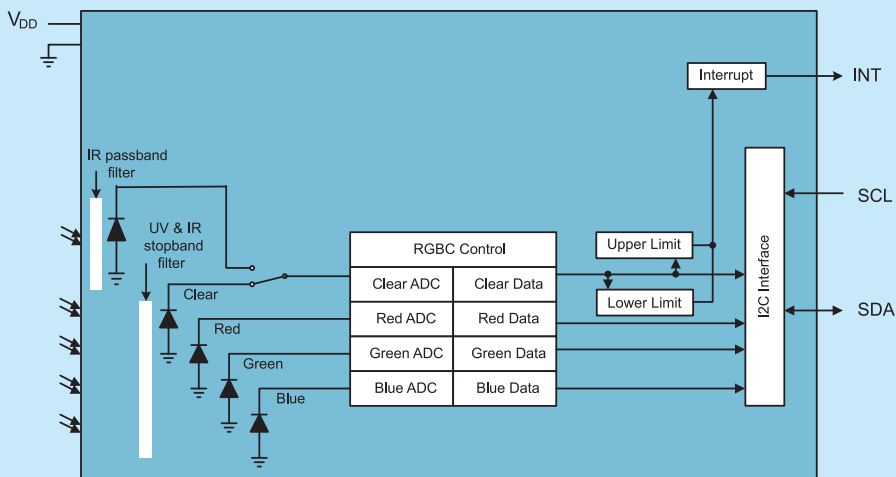 VDD
Interrupt
INT
IR passband
filter
UV & IR
stopband
filter
SCL
RGBC Control
Upper Limit
Clear ADC
Clear Data
Lower Limit
I2C Interface
Clear
Red ADC
Red Data
SDA
Red
Green ADC
Green Data
Green
Blue ADC
Blue Data
Blue